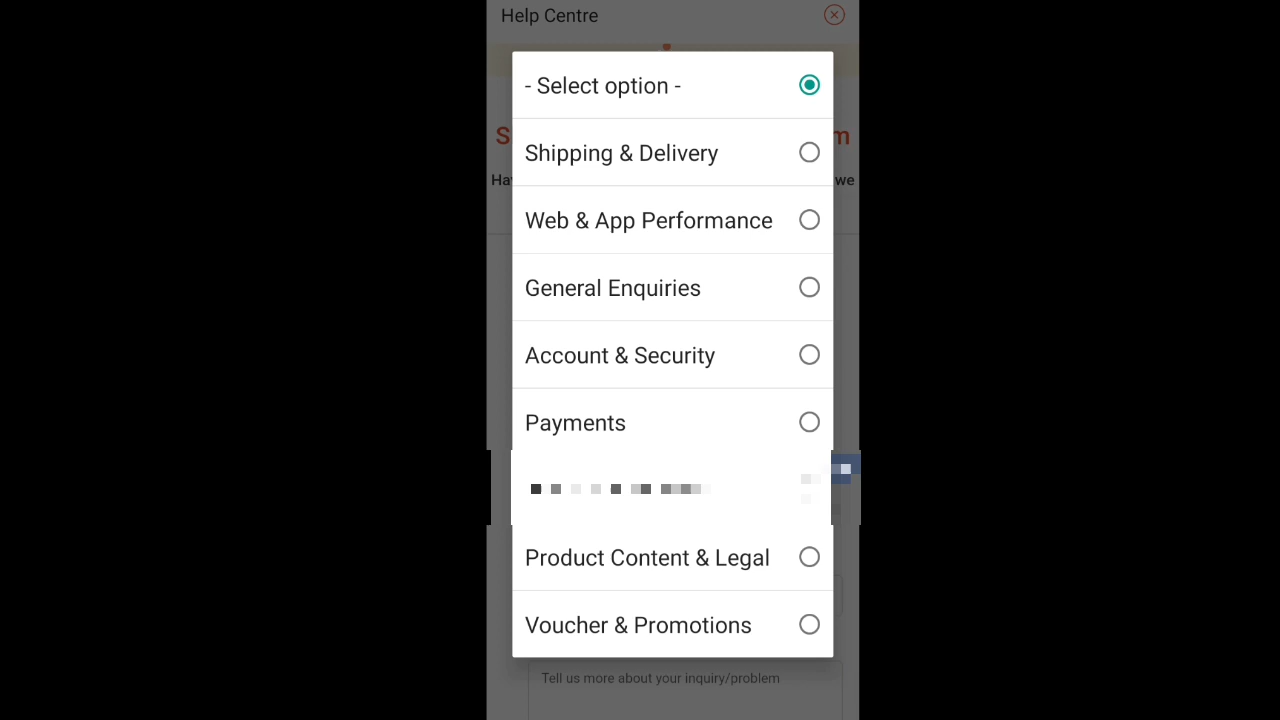 Help Centre
- Select option -
Shipping & Delivery
Web & App Performance
General Enquiries
Account & Security
Payments
Product Content & Legal
Voucher & Promotions
Tell us more about your inquiry/problem